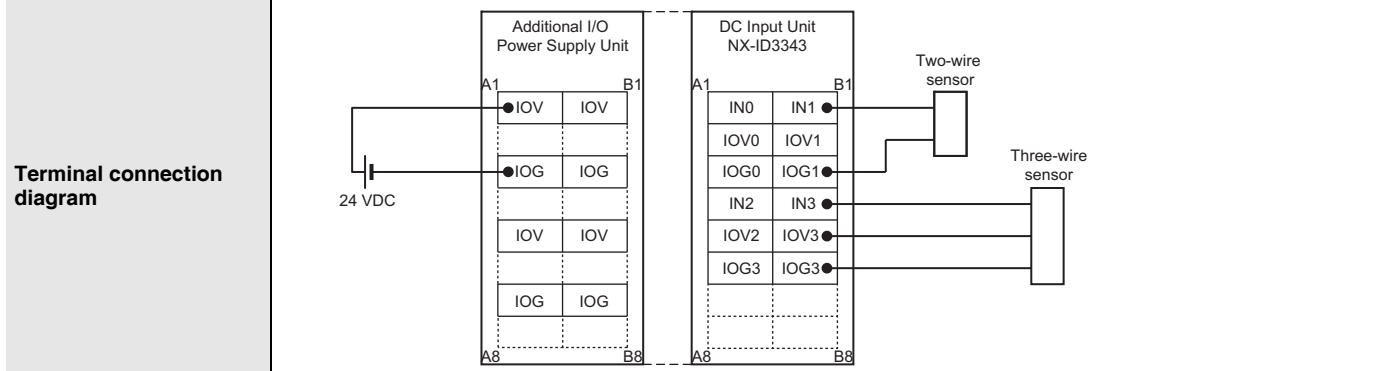 Terminal connection
diagram
Additional I/O
Power Supply Unit
A1 B1
IOV IOV
IOG IOG
IOV IOV
IOG IOG
A8 B8
24 VDC
DC Input Unit
NX-ID3343
A1 B1
IN0 IN1
IOV0 IOV1
IOG0 IOG1
IN2 IN3
IOV2 IOV3
IOG3 IOG3
A8 B8
Two-wire
sensor
Three-wire
sensor